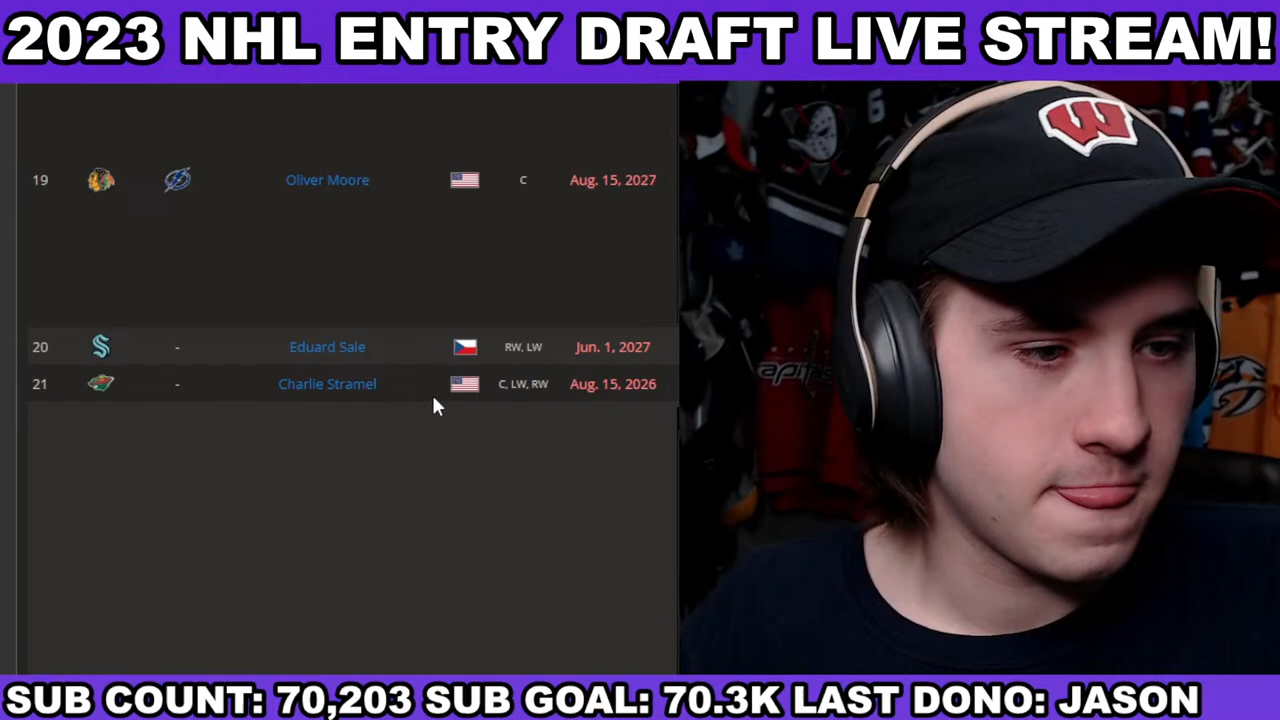 2023 NHL ENTRY DRAFT LIVE STREAM!
19 Oliver Moore C Aug. 15, 2027
20 - Eduard Sale RW, LW Jun. 1, 2027
21 - Charlie Stramel C, LW, RW Aug. 15, 2026
W
apitals
SUB COUNT: 70,203 SUB GOAL: 70.3K LAST DONO: JASON